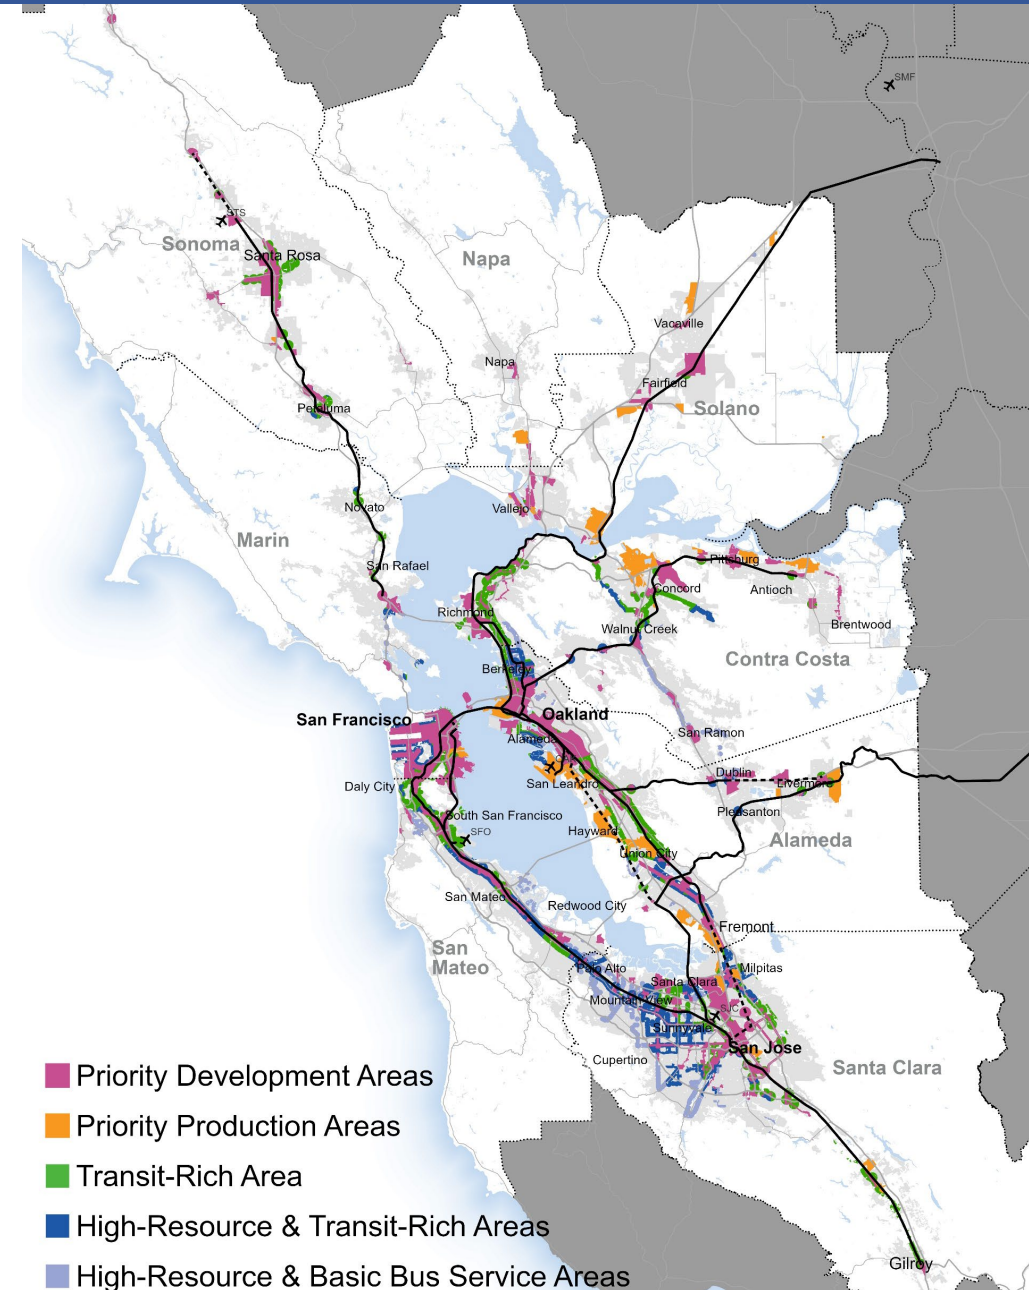 SMF
STS
Sonoma
Santa Rosa
Napa
Vacaville
Napa
Fairfield
Solano
Petaluma
Novato
Vallejo
Marin
San Rafael
Pittsburg
Concord
Antioch
Richmond
Brentwood
Walnut Creek
Contra Costa
Berkeley
San Francisco
Oakland
Alameda
San Ramon
OAK
Dublin
Daly City
San Leandro
Livermore
Pleasanton
South San Francisco
SFO
Hayward
Alameda
Union City
San Mateo
Redwood City
Fremont
San
Mateo
Palo Alto
Milpitas
Santa Clara
Mountain View
SJC
Sunnyvale
San Jose
Cupertino
Santa Clara
Priority Development Areas
Priority Production Areas
Transit-Rich Area
High-Resource & Transit-Rich Areas
Gilroy
High-Resource & Basic Bus Service Areas